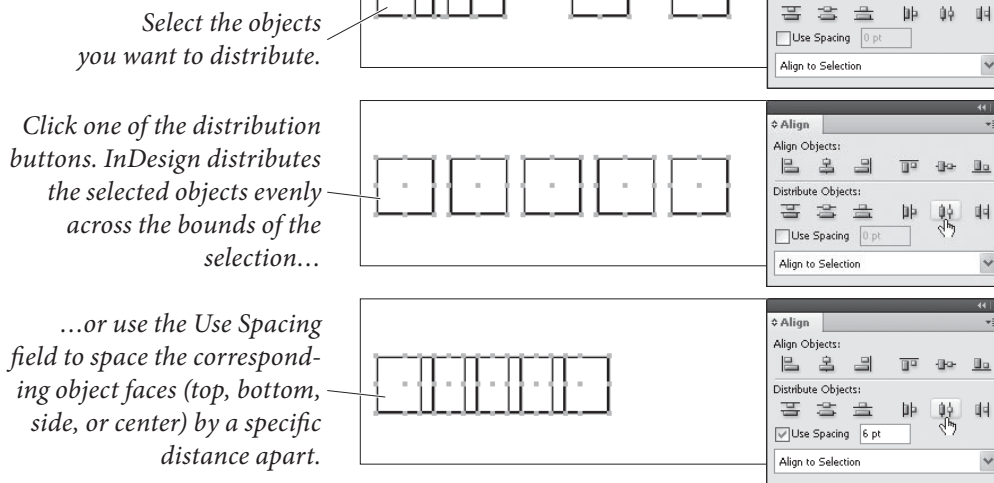 Select the objects
you want to distribute.
Use Spacing 0 pt
Align to Selection
Click one of the distribution
buttons. InDesign distributes
the selected objects evenly
across the bounds of the
selection…
Align
Align Objects:
Distribute Objects:
Use Spacing 0 pt
Align to Selection
…or use the Use Spacing
field to space the correspond-
ing object faces (top, bottom,
side, or center) by a specific
distance apart.
Align
Align Objects:
Distribute Objects:
Use Spacing 6 pt
Align to Selection